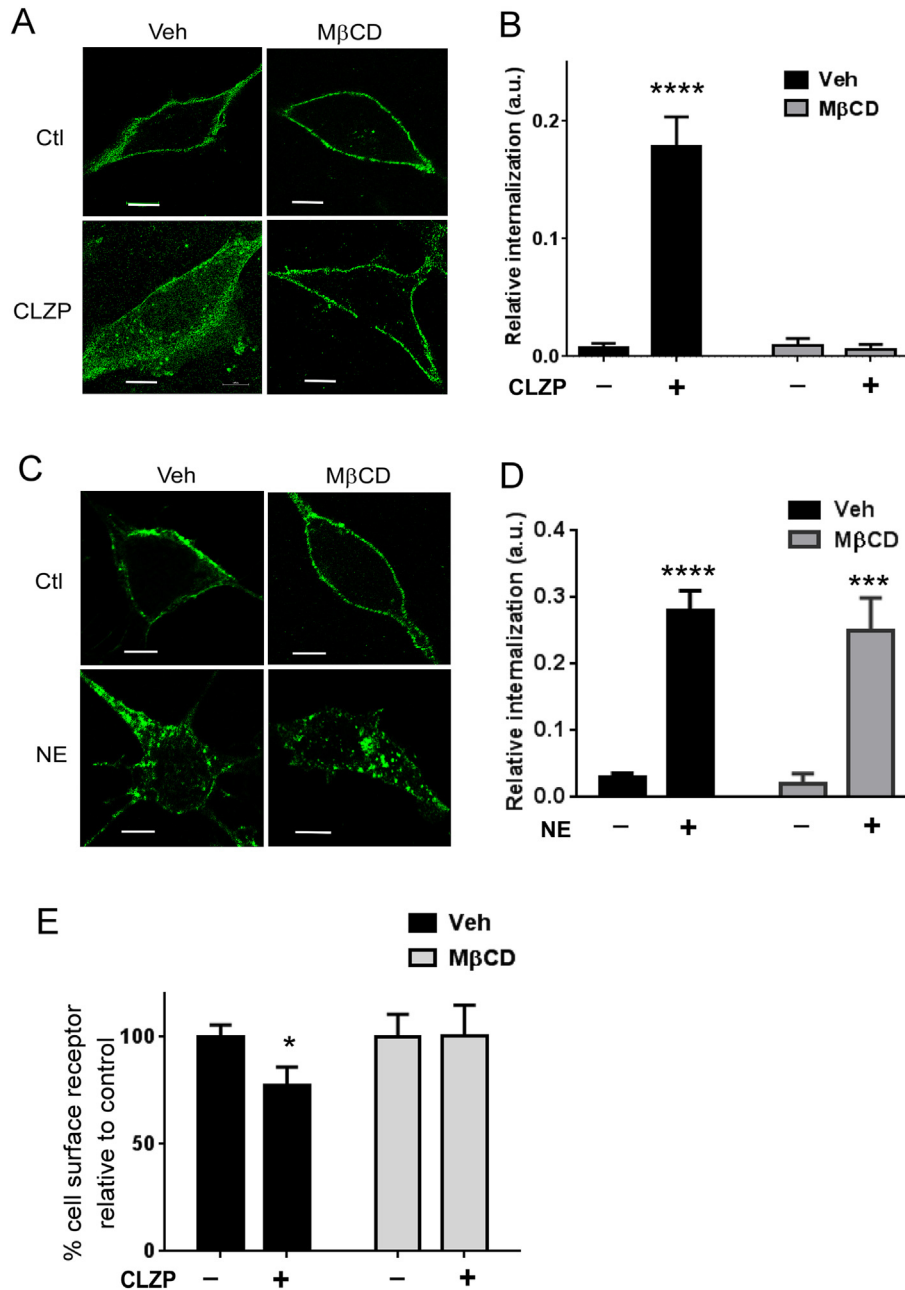 A
Veh
MβCD
Ctl
CLZP
B
Relative internalization (a.u.)
0.2
0.1
0.0
****
Veh
MβCD
CLZP – + – +
C
Veh
MβCD
Ctl
NE
D
Relative internalization (a.u.)
0.4
0.3
0.2
0.0
****
***
Veh
MβCD
NE – + – +
E
Veh
MβCD
% cell surface receptor
relative to control
100
50
0
*
CLZP – + – +